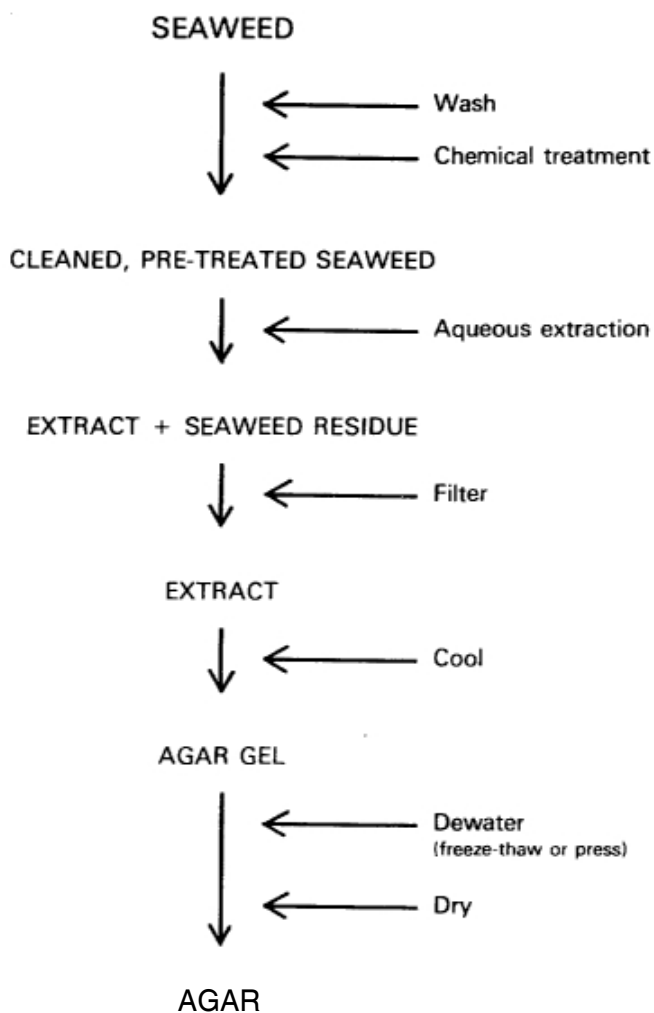 SEAWEED
Wash
Chemical treatment
CLEANED, PRE-TREATED SEAWEED
Aqueous extraction
EXTRACT + SEAWEED RESIDUE
Filter
EXTRACT
Cool
AGAR GEL
Dewater
(freeze-thaw or press)
Dry
AGAR